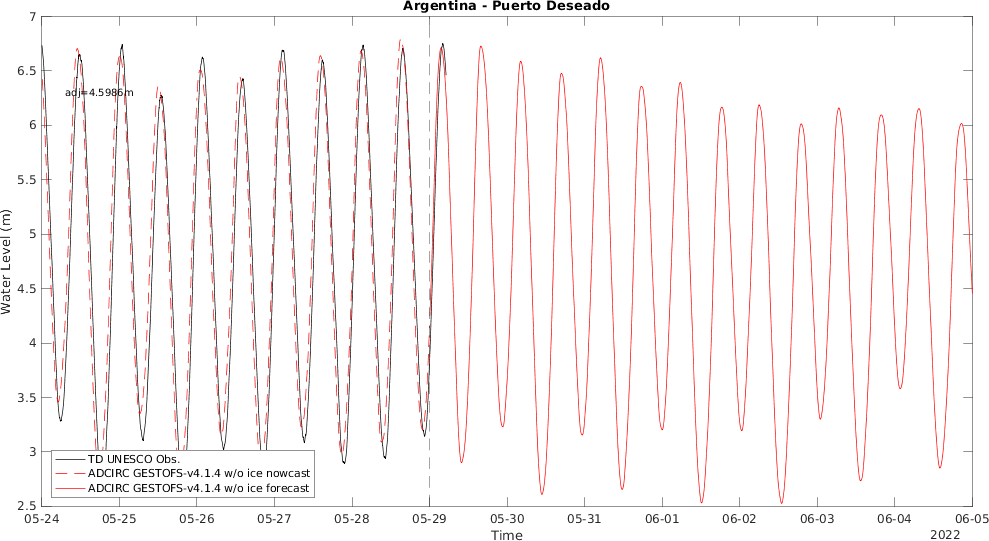 Argentina - Puerto Deseado
Water Level (m)
7
6.5
6
5.5
5
4.5
4
3.5
3
2.5
adj=4.5986m
TD UNESCO Obs.
ADCIRC GESTOFS-v4.1.4 w/o ice nowcast
ADCIRC GESTOFS-v4.1.4 w/o ice forecast
05-24 05-25 05-26 05-27 05-28 05-29 05-30 05-31 06-01 06-02 06-03 06-04 06-05
Time
2022